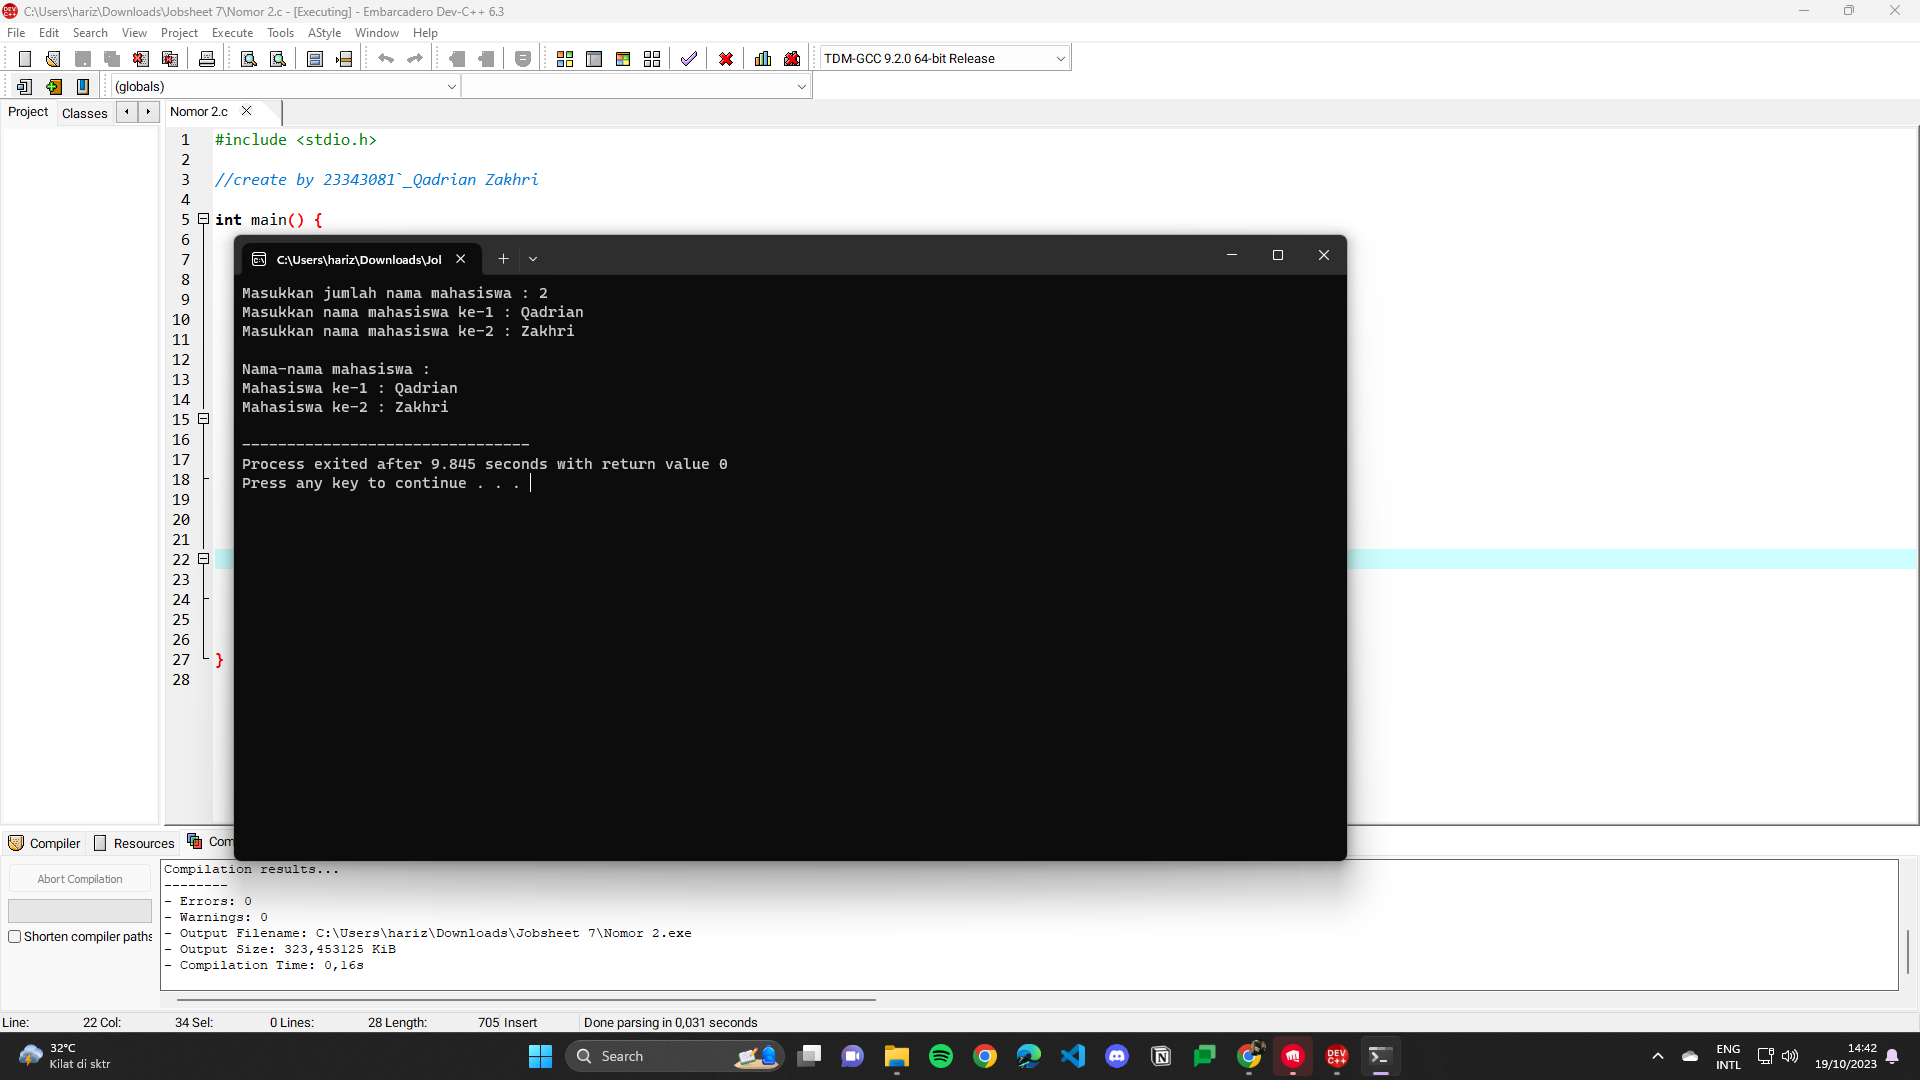 C:\Users\hariz\Downloads\Jobsheet 7\Nomor 2.c - [Executing] - Embarcadero Dev-C++ 6.3
File Edit Search View Project Execute Tools AStyle Window Help
TDM-GCC 9.2.0 64-bit Release
(globals)
Project Classes Nomor 2.c
1 #include <stdio.h>
2
3 //create by 23343081`_Qadrian Zakhri
4
5 int main() {
6
7
8
9
10
11
12
13
14
15
16
17
18
19
20
21
22
23
24
25
26
27 }
28
C:\Users\hariz\Downloads\Jol
Masukkan jumlah nama mahasiswa : 2
Masukkan nama mahasiswa ke-1 : Qadrian
Masukkan nama mahasiswa ke-2 : Zakhri
Nama-nama mahasiswa :
Mahasiswa ke-1 : Qadrian
Mahasiswa ke-2 : Zakhri
--------------------------------
Process exited after 9.845 seconds with return value 0
Press any key to continue . . .
Compiler Resources Com
Abort Compilation
Shorten compiler paths
Compilation results...
--------
- Errors: 0
- Warnings: 0
- Output Filename: C:\Users\hariz\Downloads\Jobsheet 7\Nomor 2.exe
- Output Size: 323,453125 KiB
- Compilation Time: 0,16s
Line: 22 Col: 34 Sel: 0 Lines: 28 Length: 705 Insert Done parsing in 0,031 seconds
32°C
Kilat di sktr
Search
DEV C++
ENG
INTL
14:42
19/10/2023